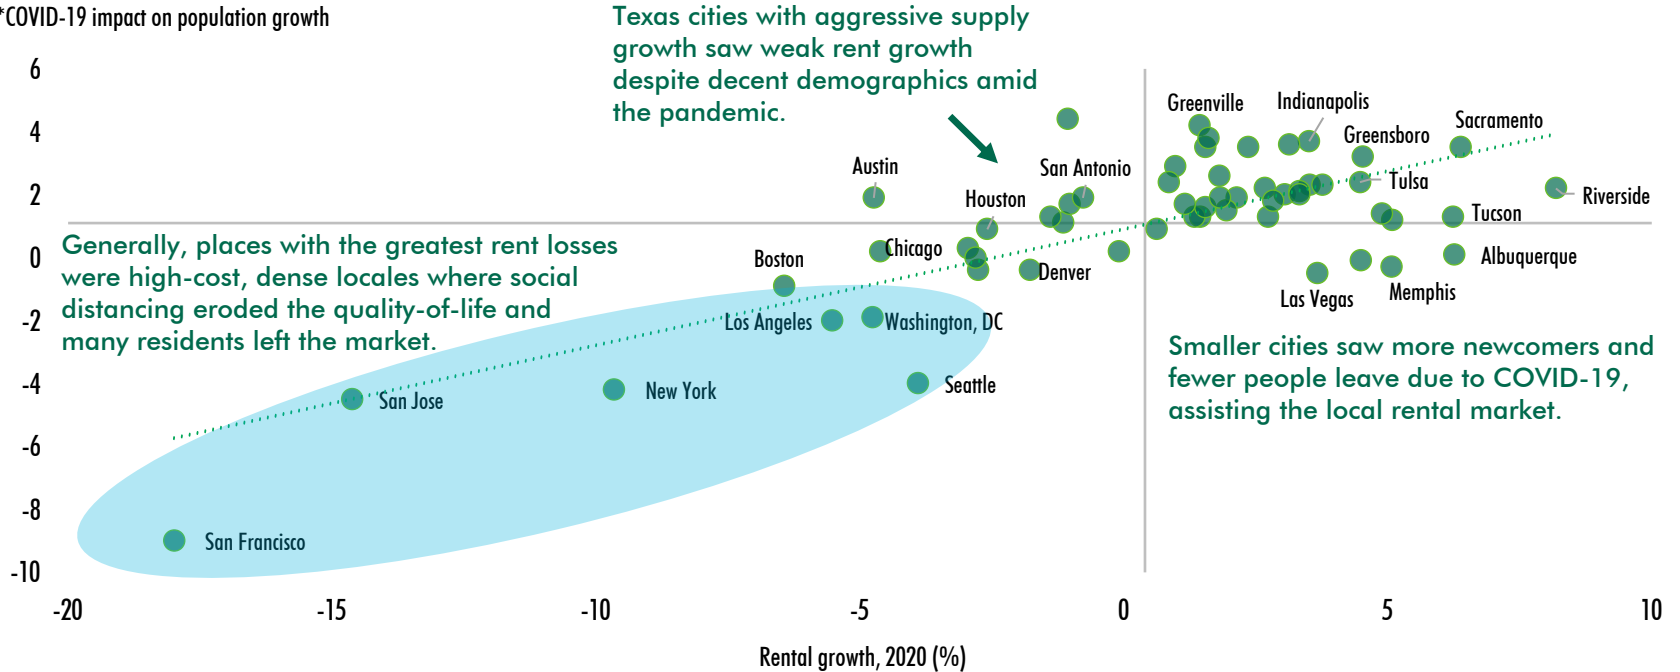 *COVID-19 impact on population growth
Texas cities with aggressive supply
growth saw weak rent growth
despite decent demographics amid
the pandemic.
6
4
2
0
-2
-4
-6
-8
-10
Greenville
Indianapolis
Sacramento
Greensboro
Austin
San Antonio
Tulsa
Riverside
Houston
Tucson
Generally, places with the greatest rent losses
were high-cost, dense locales where social
distancing eroded the quality-of-life and
many residents left the market.
Boston
Chicago
Denver
Albuquerque
Las Vegas
Memphis
Los Angeles
Washington, DC
Smaller cities saw more newcomers and
fewer people leave due to COVID-19,
assisting the local rental market.
San Jose
New York
Seattle
San Francisco
-20
-15
-10
-5
0
5
10
Rental growth, 2020 (%)